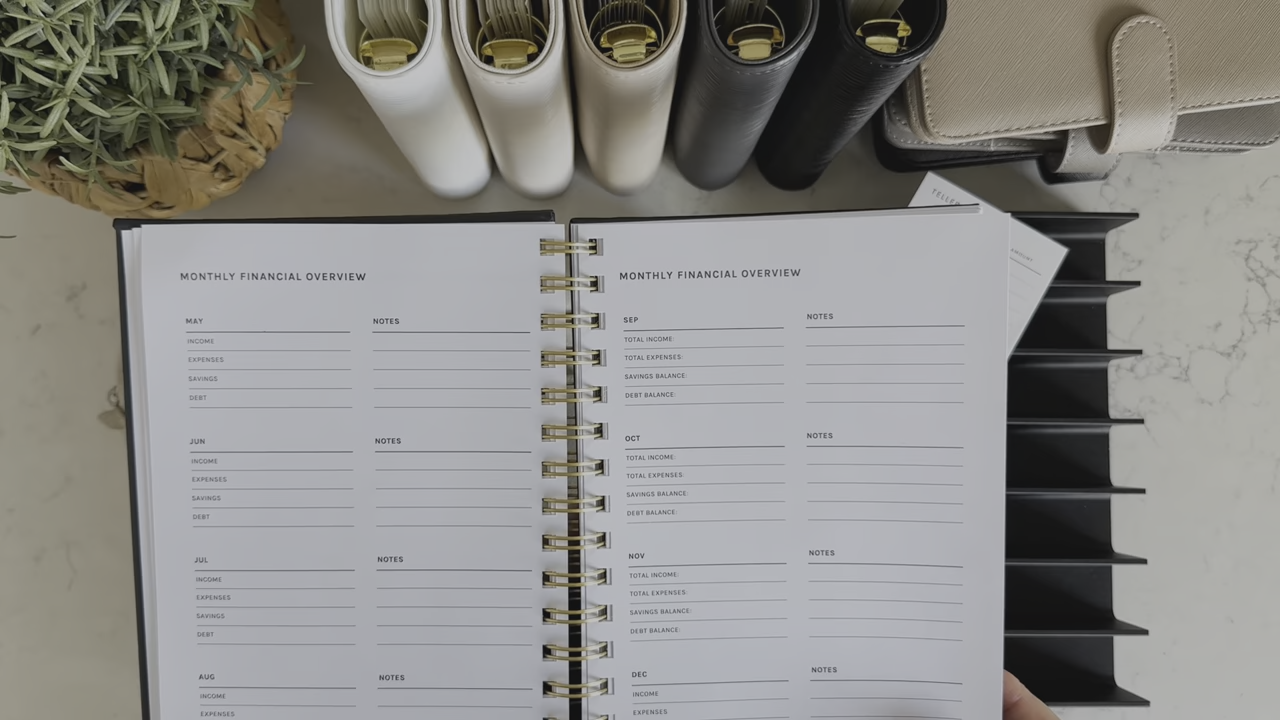 MONTHLY FINANCIAL OVERVIEW
MAY NOTES
INCOME
EXPENSES
SAVINGS
DEBT
JUN NOTES
INCOME
EXPENSES
SAVINGS
DEBT
JUL NOTES
INCOME
EXPENSES
SAVINGS
DEBT
AUG NOTES
INCOME
EXPENSES
MONTHLY FINANCIAL OVERVIEW
SEP NOTES
TOTAL INCOME:
TOTAL EXPENSES:
SAVINGS BALANCE:
DEBT BALANCE:
OCT NOTES
TOTAL INCOME:
TOTAL EXPENSES:
SAVINGS BALANCE:
DEBT BALANCE:
NOV NOTES
TOTAL INCOME:
TOTAL EXPENSES:
SAVINGS BALANCE:
DEBT BALANCE:
DEC NOTES
INCOME
EXPENSES